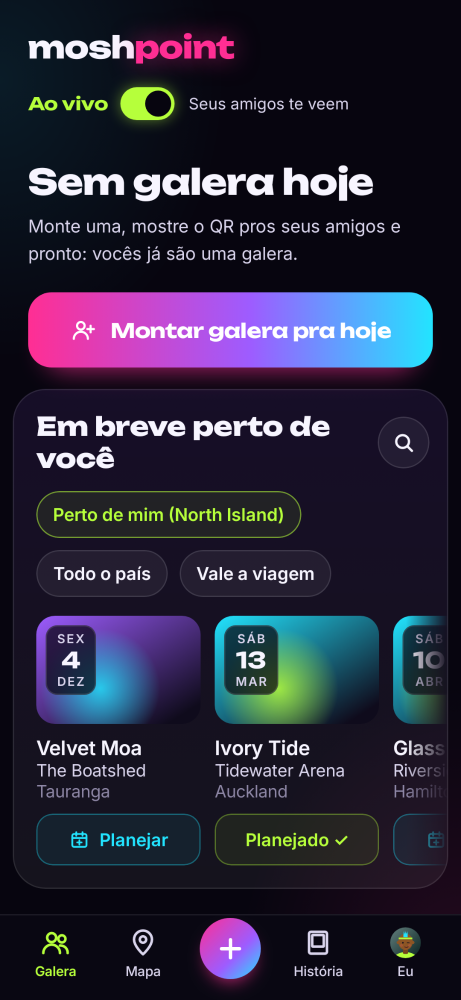 moshpoint
Ao vivo
Seus amigos te veem
Sem galera hoje
Monte uma, mostre o QR pros seus amigos e
pronto: vocês já são uma galera.
Montar galera pra hoje
Em breve perto de
você
Perto de mim (North Island)
Todo o país
Vale a viagem
SEX
4
DEZ
Velvet Moa
The Boatshed
Tauranga
Planejar
SÁB
13
MAR
Ivory Tide
Tidewater Arena
Auckland
Planejado ✓
SÁB
10
ABR
Glass
Galera
Mapa
História
Eu